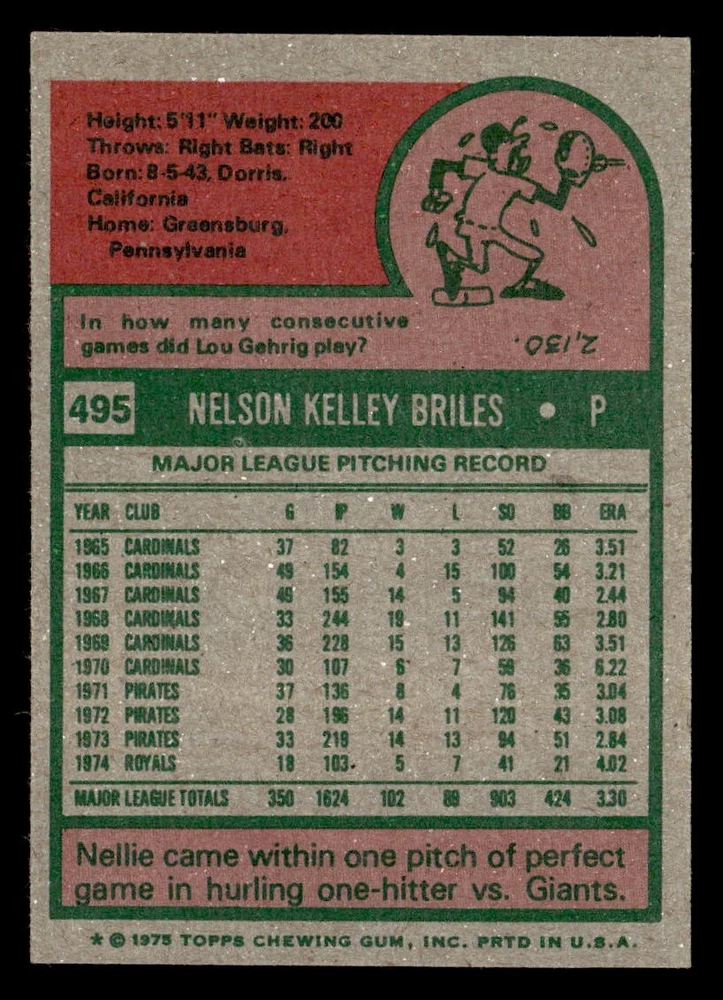 Height: 5'11" Weight: 200
Throws: Right Bats: Right
Born: 8-5-43, Dorris,
California
Home: Greensburg,
Pennsylvania
In how many consecutive
games did Lou Gehrig play?
2,130.
495 NELSON KELLEY BRILES • P
MAJOR LEAGUE PITCHING RECORD
YEAR CLUB G IP W L SO BB ERA
1965 CARDINALS 37 82 3 3 52 26 3.51
1966 CARDINALS 49 154 4 15 100 54 3.21
1967 CARDINALS 49 155 14 5 94 40 2.44
1968 CARDINALS 33 244 19 11 141 55 2.80
1969 CARDINALS 36 228 15 13 126 63 3.51
1970 CARDINALS 30 107 6 7 59 36 6.22
1971 PIRATES 37 136 8 4 76 35 3.04
1972 PIRATES 28 196 14 11 120 43 3.08
1973 PIRATES 33 219 14 13 94 51 2.84
1974 ROYALS 18 103 5 7 41 21 4.02
MAJOR LEAGUE TOTALS 350 1624 102 89 903 424 3.30
Nellie came within one pitch of perfect
game in hurling one-hitter vs. Giants.
* © 1975 TOPPS CHEWING GUM, INC. PRTD IN U.S.A.